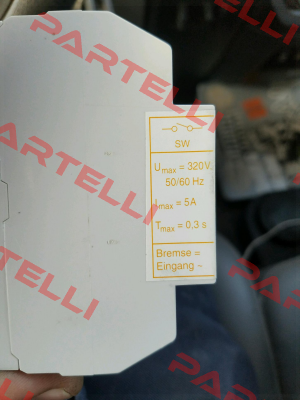 PARTELLI
PARTELLI
PARTELLI
SW
Umax = 320V
50/60 Hz
Imax = 5A
Tmax = 0.3 s
Bremse =
Eingang ~
PARTELLI
PARTELLI